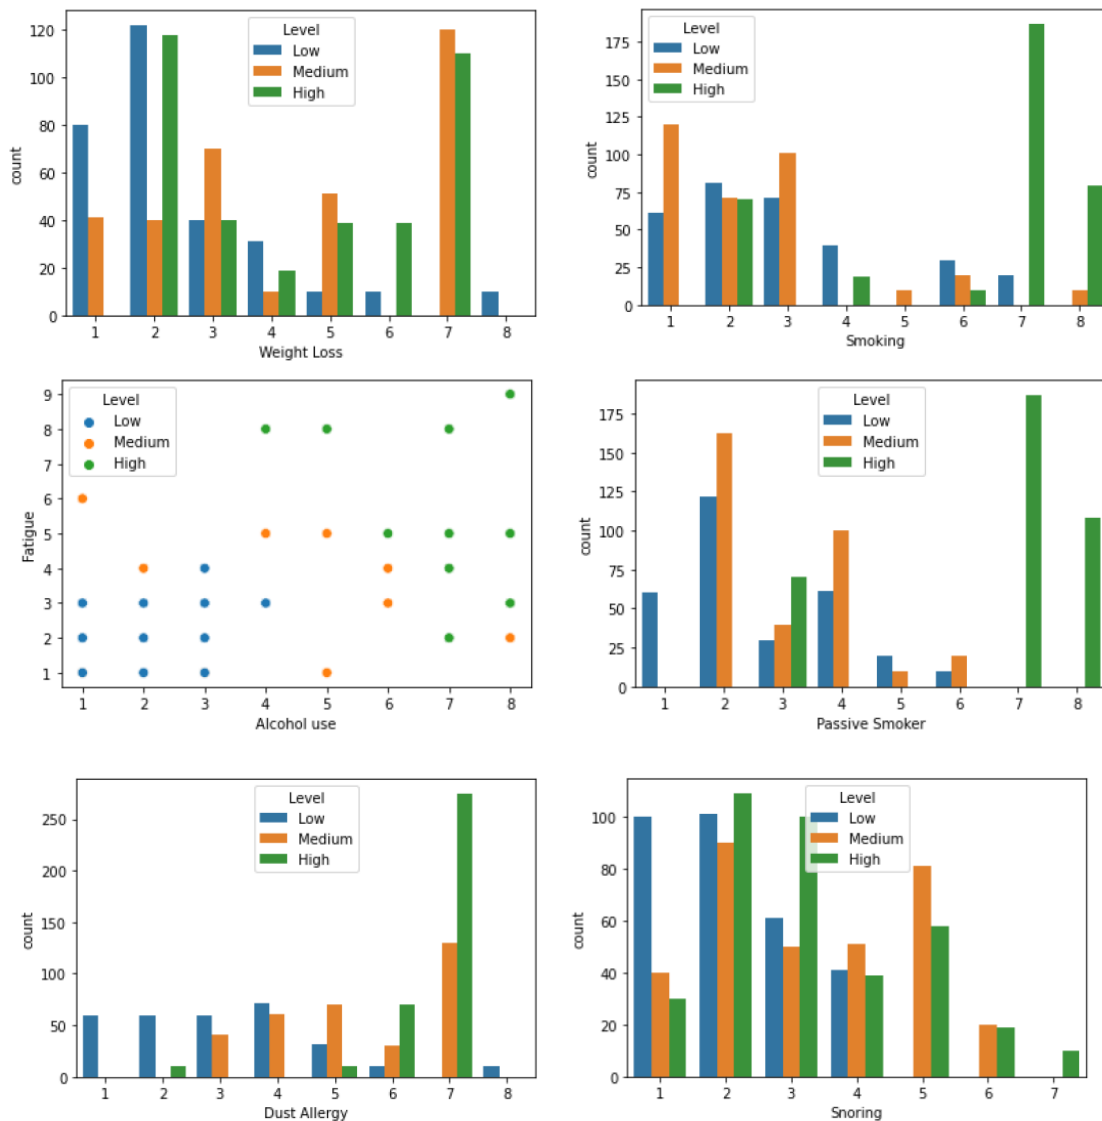 120
100
80
60
40
20
0
count
Level
Low
Medium
High
1 2 3 4 5 6 7 8
Weight Loss
175
150
125
100
75
50
25
0
count
Level
Low
Medium
High
1 2 3 4 5 6 7 8
Smoking
9
8
7
6
5
4
3
2
1
Fatigue
Level
Low
Medium
High
1 2 3 4 5 6 7 8
Alcohol use
175
150
125
100
75
50
25
0
count
Level
Low
Medium
High
1 2 3 4 5 6 7 8
Passive Smoker
250
200
150
100
50
0
count
Level
Low
Medium
High
1 2 3 4 5 6 7 8
Dust Allergy
100
80
60
40
20
0
count
Level
Low
Medium
High
1 2 3 4 5 6 7
Snoring